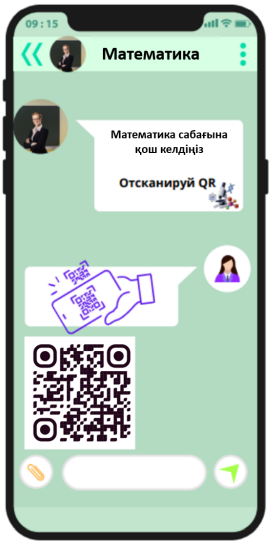 09:15
Математика
Математика сабағына
қош келдіңіз
Отсканируй QR